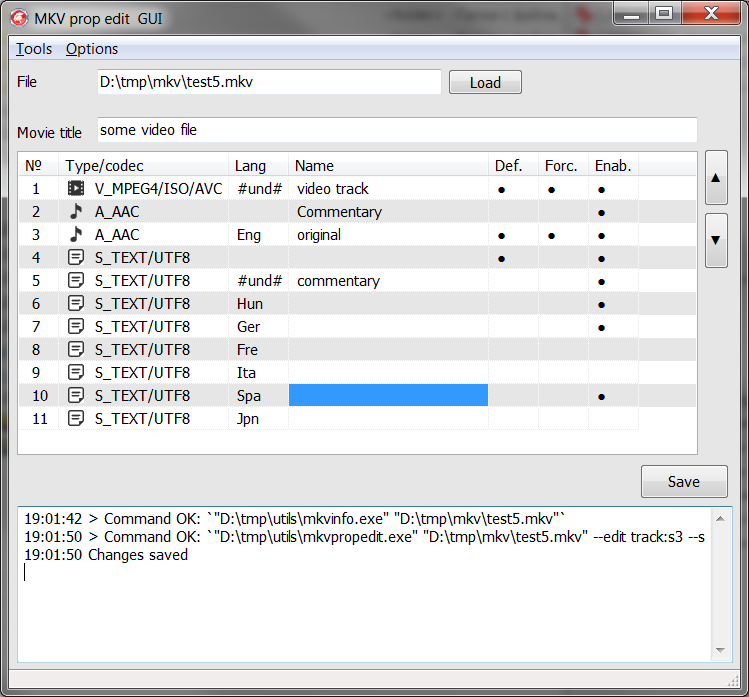 MKV prop edit GUI
Tools Options
File D:\tmp\mkv\test5.mkv Load
Movie title some video file
Nº Type/codec Lang Name Def. Forc. Enab.
1 V_MPEG4/ISO/AVC #und# video track ● ● ●
2 A_AAC Commentary ●
3 A_AAC Eng original ● ● ●
4 S_TEXT/UTF8 ● ●
5 S_TEXT/UTF8 #und# commentary ●
6 S_TEXT/UTF8 Hun ●
7 S_TEXT/UTF8 Ger ●
8 S_TEXT/UTF8 Fre
9 S_TEXT/UTF8 Ita
10 S_TEXT/UTF8 Spa ●
11 S_TEXT/UTF8 Jpn
Save
19:01:42 > Command OK: `"D:\tmp\utils\mkvinfo.exe" "D:\tmp\mkv\test5.mkv"`
19:01:50 > Command OK: `"D:\tmp\utils\mkvpropedit.exe" "D:\tmp\mkv\test5.mkv" --edit track:s3 --s
19:01:50 Changes saved